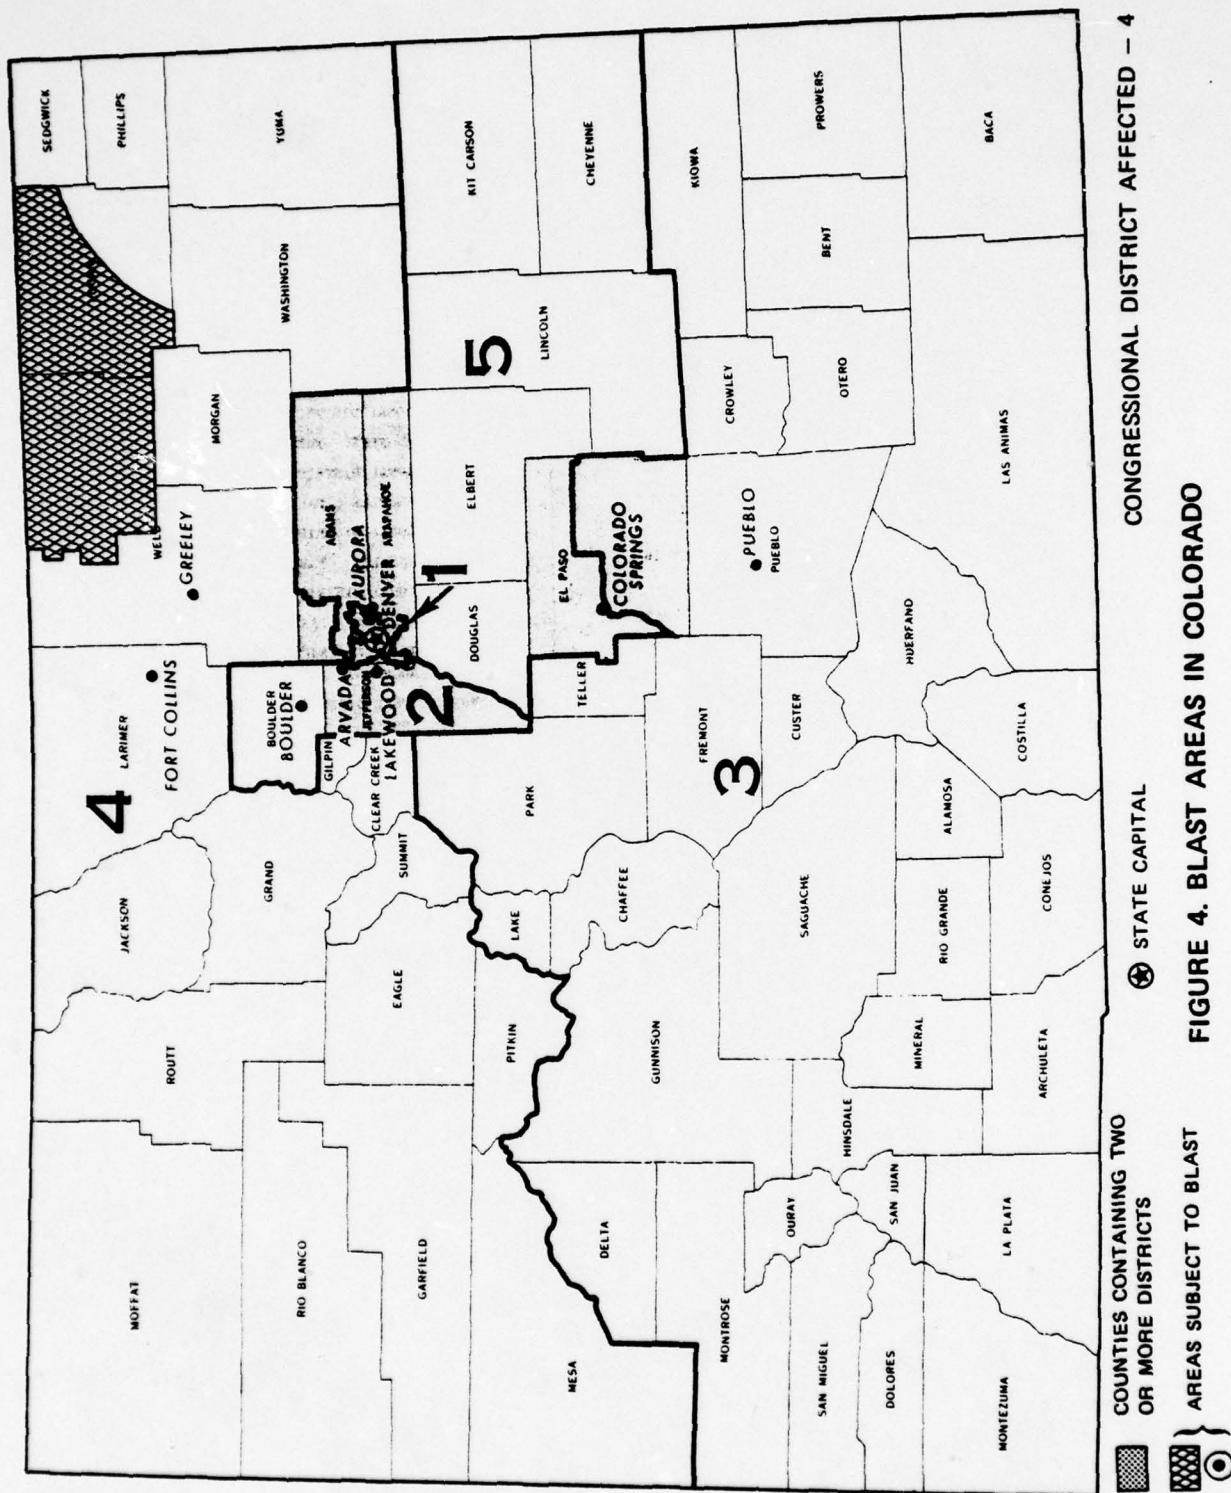 MOFFAT
ROUTT
JACKSON
LARIMER
4
FORT COLLINS
WELD
GREELEY
SEDGWICK
PHILLIPS
MORGAN
YUMA
WASHINGTON
RIO BLANCO
GRAND
BOULDER
BOULDER
GILPIN
ARVADA
JEFFERSON
LAKEWOOD
CLEAR CREEK
ADAMS
AURORA
DENVER
ARAPAHOE
GARFIELD
EAGLE
SUMMIT
2
1
DOUGLAS
ELBERT
5
KIT CARSON
LINCOLN
CHEYENNE
PITKIN
LAKE
PARK
TELLER
EL PASO
COLORADO
SPRINGS
MESA
DELTA
GUNNISON
CHAFFEE
FREMONT
3
PUEBLO
PUEBLO
CROWLEY
KIOWA
MONTROSE
OURAY
SAGUACHE
CUSTER
HUERFANO
OTERO
BENT
PROWERS
SAN MIGUEL
HINSDALE
DOLORES
SAN JUAN
MINERAL
RIO GRANDE
ALAMOSA
COSTILLA
LAS ANIMAS
BACA
MONTEZUMA
LA PLATA
ARCHULETA
CONEJOS
COUNTIES CONTAINING TWO
OR MORE DISTRICTS
STATE CAPITAL
CONGRESSIONAL DISTRICT AFFECTED – 4
AREAS SUBJECT TO BLAST
FIGURE 4. BLAST AREAS IN COLORADO